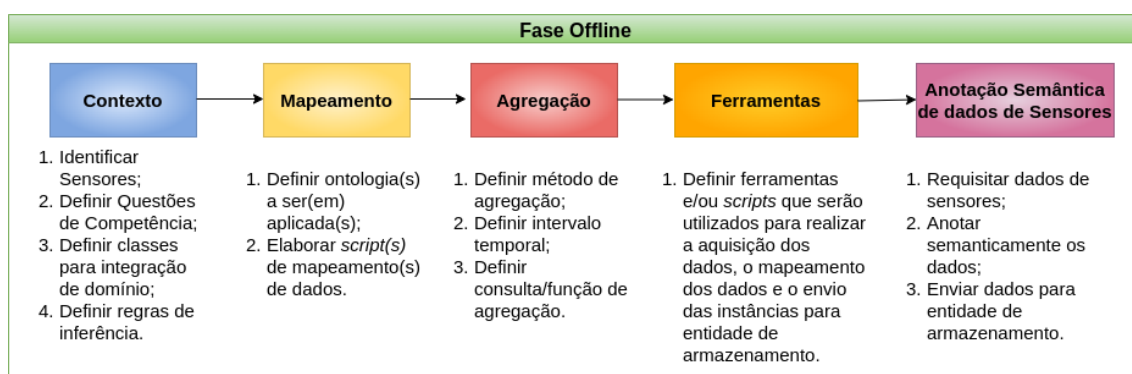 Fase Offline
Contexto
1. Identificar
Sensores;
2. Definir Questões
de Competência;
3. Definir classes
para integração
de domínio;
4. Definir regras de
inferência.
Mapeamento
1. Definir ontologia(s)
a ser(em)
aplicada(s);
2. Elaborar script(s)
de mapeamento(s)
de dados.
Agregação
1. Definir método de
agregação;
2. Definir intervalo
temporal;
3. Definir
consulta/função de
agregação.
Ferramentas
1. Definir ferramentas
e/ou scripts que serão
utilizados para realizar
a aquisição dos
dados, o mapeamento
dos dados e o envio
das instâncias para
entidade de
armazenamento.
Anotação Semântica
de dados de Sensores
1. Requisitar dados de
sensores;
2. Anotar
semanticamente os
dados;
3. Enviar dados para
entidade de
armazenamento.